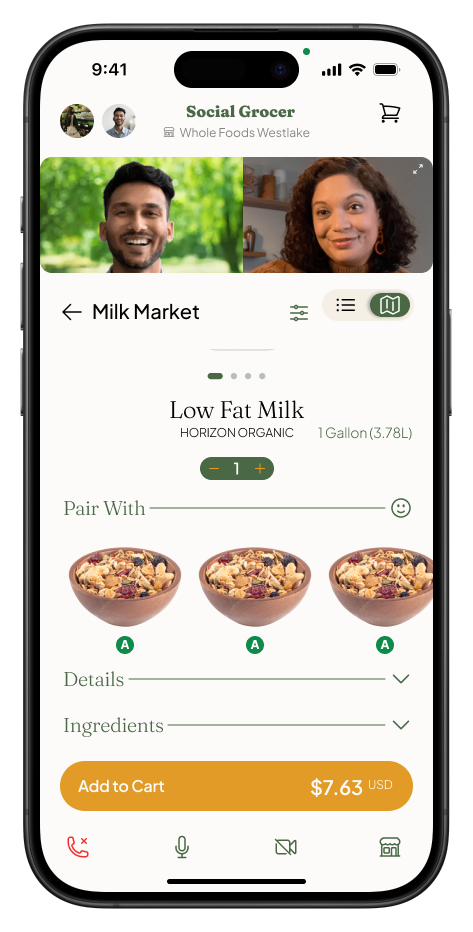 9:41
Social Grocer
Whole Foods Westlake
Milk Market
Low Fat Milk
HORIZON ORGANIC
1 Gallon (3.78L)
− 1 +
Pair With
A
A
A
Details
Ingredients
Add to Cart
$7.63 USD